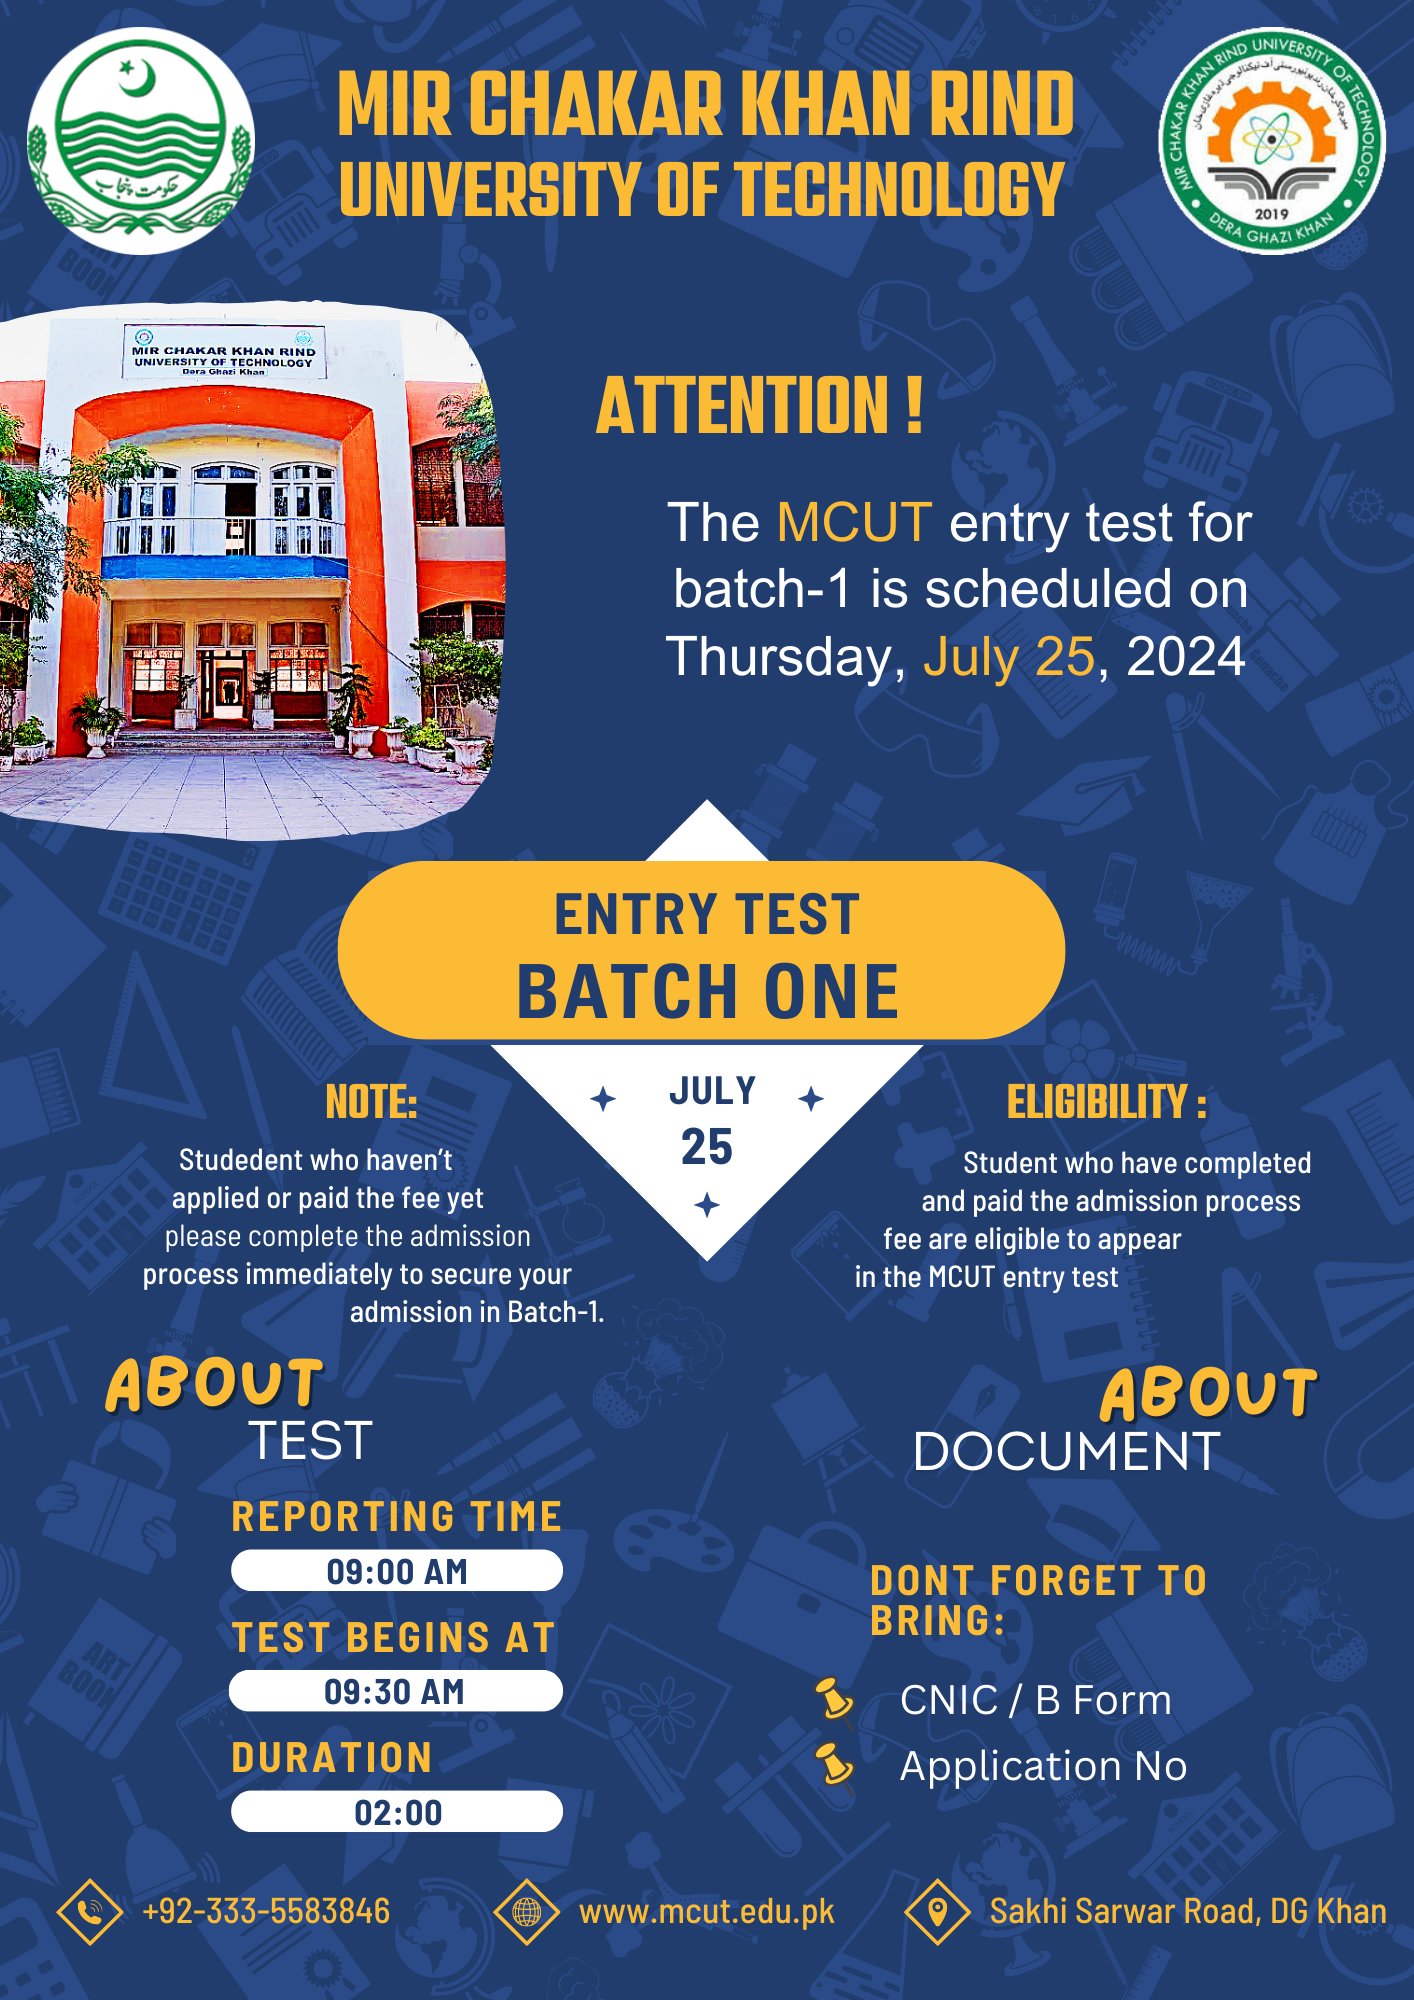 حکومت پنجاب
MIR CHAKAR KHAN RIND
UNIVERSITY OF TECHNOLOGY
MIR CHAKAR KHAN RIND UNIVERSITY OF TECHNOLOGY
2019
DERA GHAZI KHAN
MIR CHAKAR KHAN RIND
UNIVERSITY OF TECHNOLOGY
Dera Ghazi Khan
ATTENTION !
The MCUT entry test for
batch-1 is scheduled on
Thursday, July 25, 2024
ENTRY TEST
BATCH ONE
JULY
25
NOTE:
Studedent who haven't
applied or paid the fee yet
please complete the admission
process immediately to secure your
admission in Batch-1.
ELIGIBILITY :
Student who have completed
and paid the admission process
fee are eligible to appear
in the MCUT entry test
ABOUT
TEST
REPORTING TIME
09:00 AM
TEST BEGINS AT
09:30 AM
DURATION
02:00
ABOUT
DOCUMENT
DONT FORGET TO
BRING:
CNIC / B Form
Application No
ART
BOOK
+92-333-5583846
www.mcut.edu.pk
Sakhi Sarwar Road, DG Khan